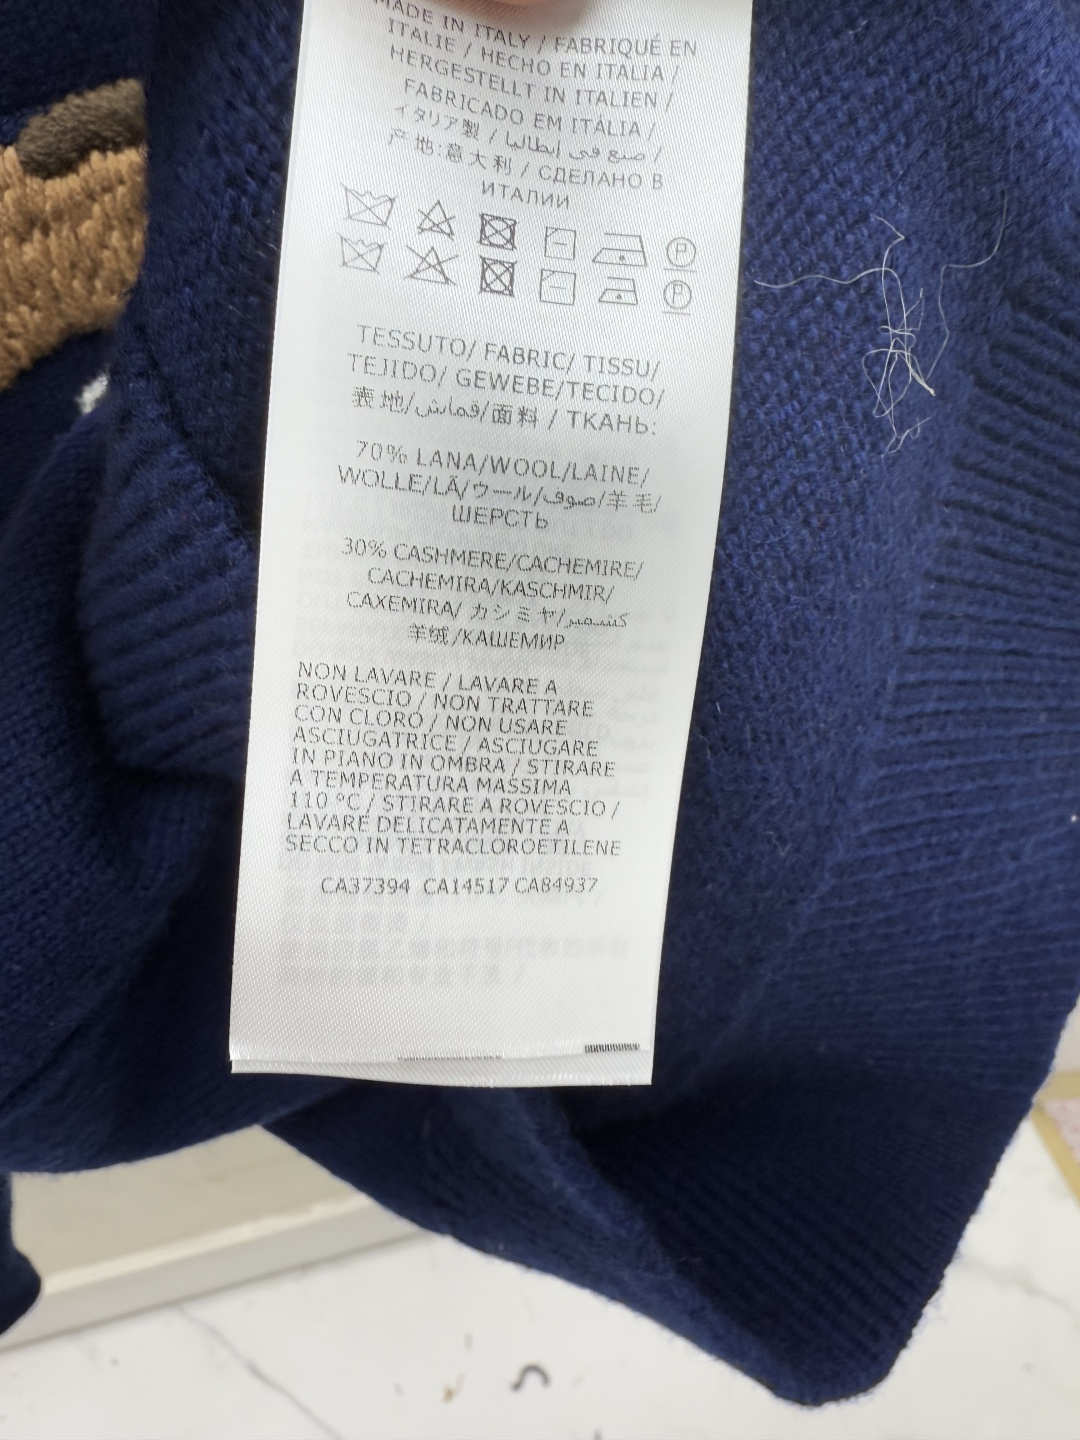 MADE IN ITALY / FABRIQUÉ EN
ITALIE / HECHO EN ITALIA /
HERGESTELLT IN ITALIEN /
FABRICADO EM ITÁLIA /
イタリア製 / صنع في إيطاليا /
产地:意大利 / СДЕЛАНО В
ИТАЛИИ
P
P
TESSUTO/ FABRIC/ TISSU/
TEJIDO/ GEWEBE/TECIDO/
表地/قماش/面料 / ТКАНЬ:
70% LANA/WOOL/LAINE/
WOLLE/LÃ/ウール/صوف/羊毛/
ШЕРСТЬ
30% CASHMERE/CACHEMIRE/
CACHEMIRA/KASCHMIR/
CAXEMIRA/ カシミヤ/كشمير
羊绒/КАШЕМИР
NON LAVARE / LAVARE A
ROVESCIO / NON TRATTARE
CON CLORO / NON USARE
ASCIUGATRICE / ASCIUGARE
IN PIANO IN OMBRA / STIRARE
A TEMPERATURA MASSIMA
110 °C / STIRARE A ROVESCIO /
LAVARE DELICATAMENTE A
SECCO IN TETRACLOROETILENE
CA37394 CA14517 CA84937